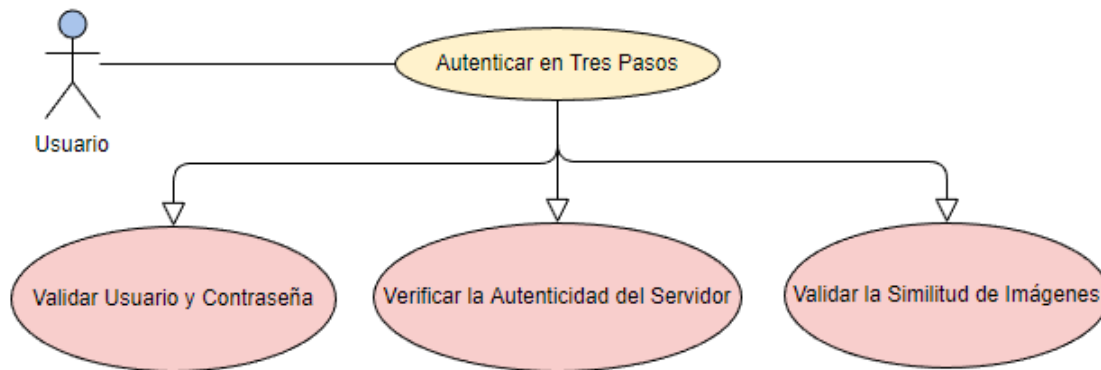 Autenticar en Tres Pasos
Usuario
Validar Usuario y Contraseña
Verificar la Autenticidad del Servidor
Validar la Similitud de Imágenes